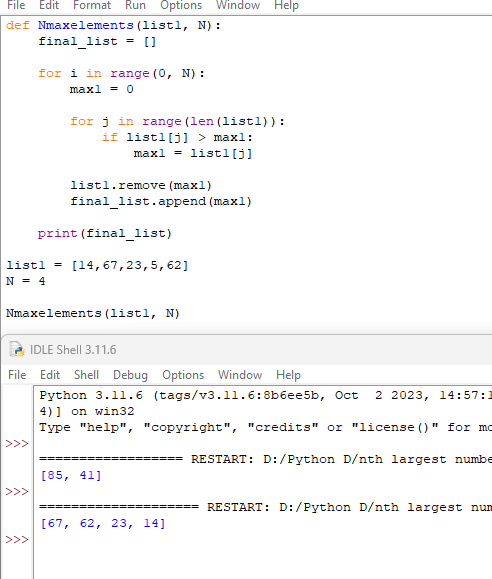 File Edit Format Run Options Window Help
def Nmaxelements(list1, N):
    final_list = []
    for i in range(0, N):
        max1 = 0
        for j in range(len(list1)):
            if list1[j] > max1:
                max1 = list1[j]
        list1.remove(max1)
        final_list.append(max1)
    print(final_list)
list1 = [14,67,23,5,62]
N = 4
Nmaxelements(list1, N)
IDLE Shell 3.11.6
File Edit Shell Debug Options Window Help
Python 3.11.6 (tags/v3.11.6:8b6ee5b, Oct  2 2023, 14:57:1
4)] on win32
Type "help", "copyright", "credits" or "license()" for mo
>>>
================== RESTART: D:/Python D/nth largest numbe
[85, 41]
>>>
==================== RESTART: D:/Python D/nth largest num
[67, 62, 23, 14]
>>>